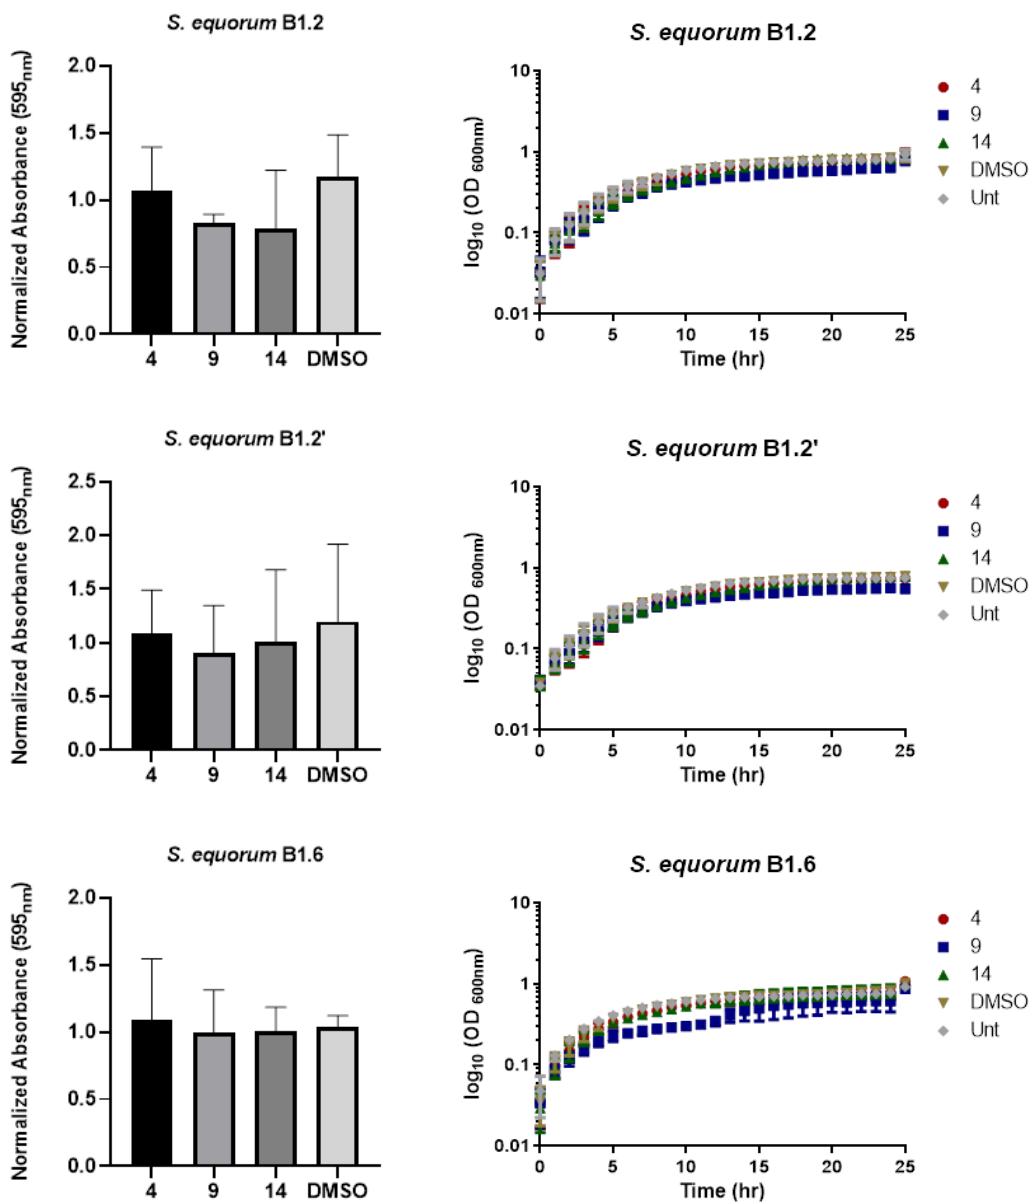 S. equorum B1.2
Normalized Absorbance (595nm)
2.0
1.5
1.0
0.5
0.0
4 9 14 DMSO
S. equorum B1.2
log10 (OD 600nm)
10
1
0.1
0.01
0 5 10 15 20 25
Time (hr)
4
9
14
DMSO
Unt
S. equorum B1.2'
Normalized Absorbance (595nm)
2.5
2.0
1.5
1.0
0.5
0.0
4 9 14 DMSO
S. equorum B1.2'
log10 (OD 600nm)
10
1
0.1
0.01
0 5 10 15 20 25
Time (hr)
4
9
14
DMSO
Unt
S. equorum B1.6
Normalized Absorbance (595nm)
2.0
1.5
1.0
0.5
0.0
4 9 14 DMSO
S. equorum B1.6
log10 (OD 600nm)
10
1
0.1
0.01
0 5 10 15 20 25
Time (hr)
4
9
14
DMSO
Unt